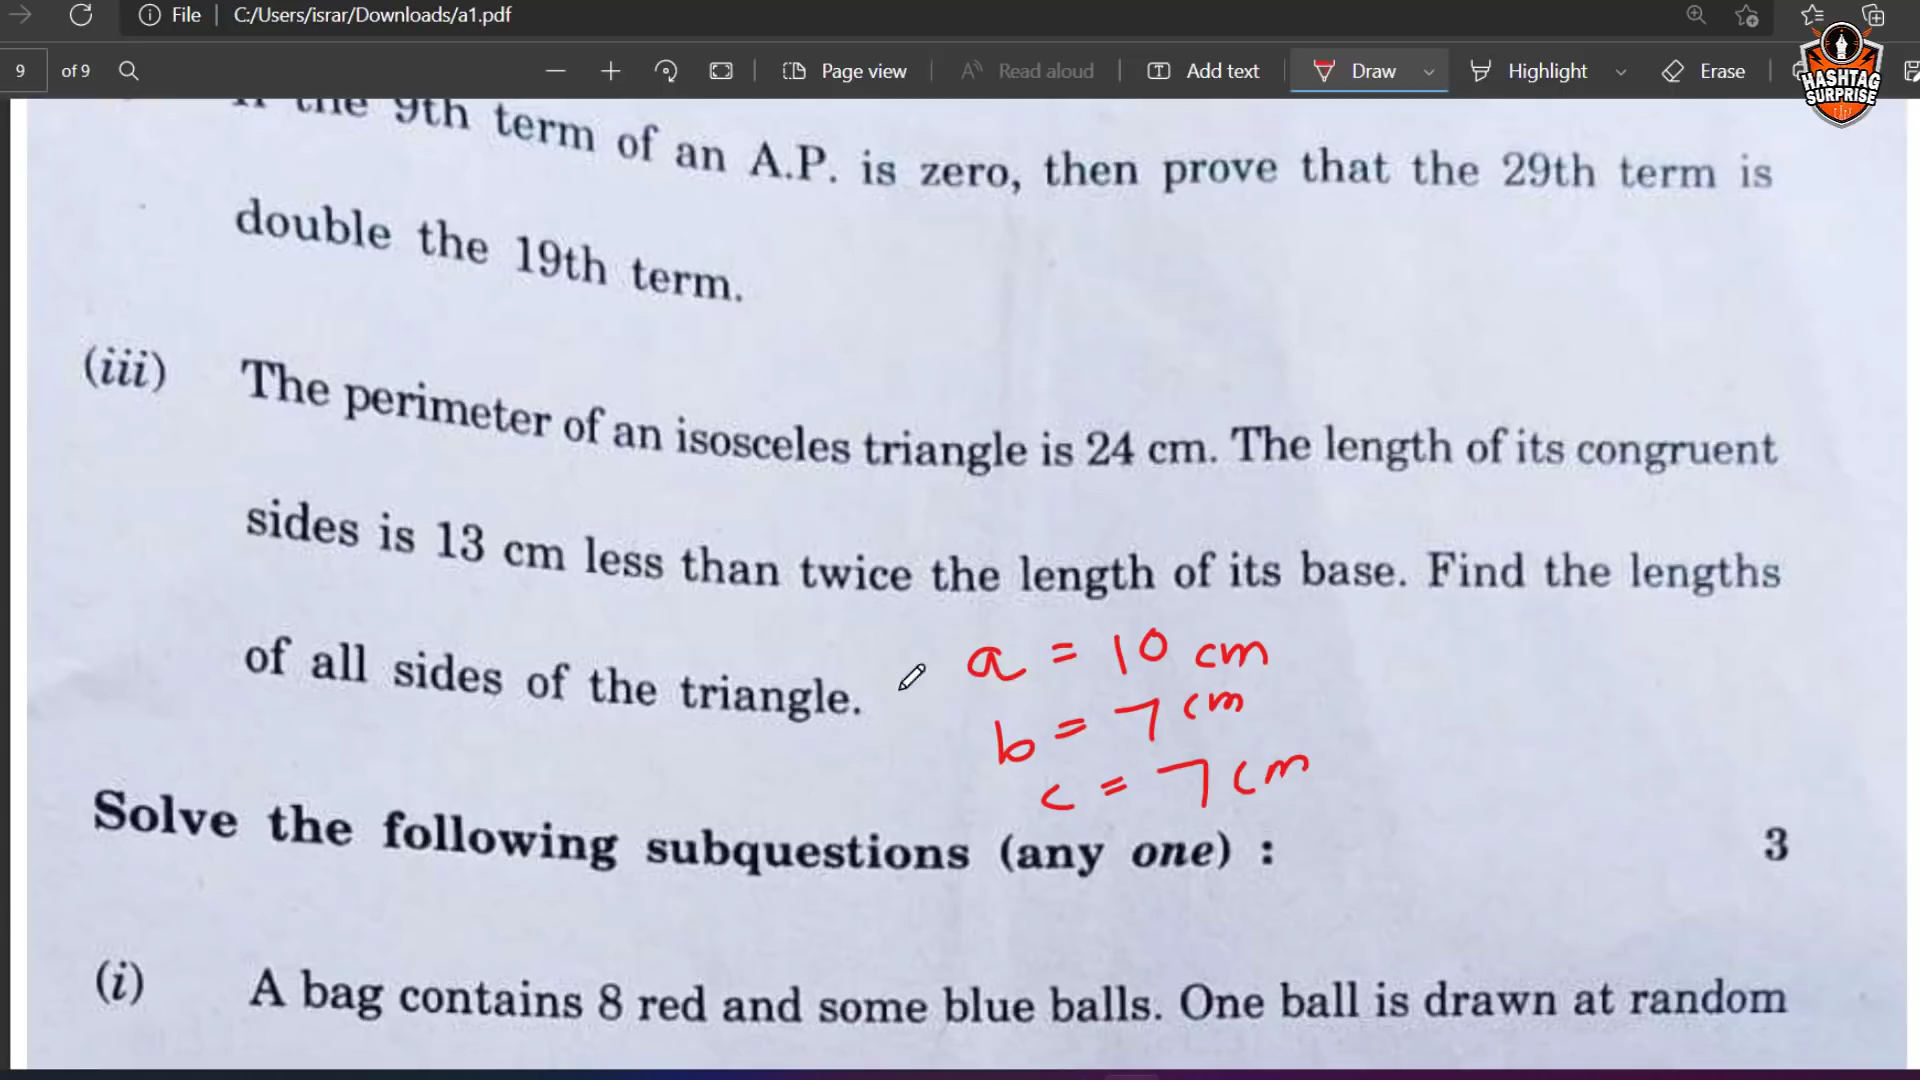 File C:/Users/israr/Downloads/a1.pdf
9 of 9 Page view Read aloud Add text Draw Highlight Erase
HASHTAG
SURPRISE
If the 9th term of an A.P. is zero, then prove that the 29th term is
double the 19th term.
(iii) The perimeter of an isosceles triangle is 24 cm. The length of its congruent
sides is 13 cm less than twice the length of its base. Find the lengths
of all sides of the triangle.
a = 10 cm
b = 7 cm
c = 7 cm
Solve the following subquestions (any one) : 3
(i) A bag contains 8 red and some blue balls. One ball is drawn at random